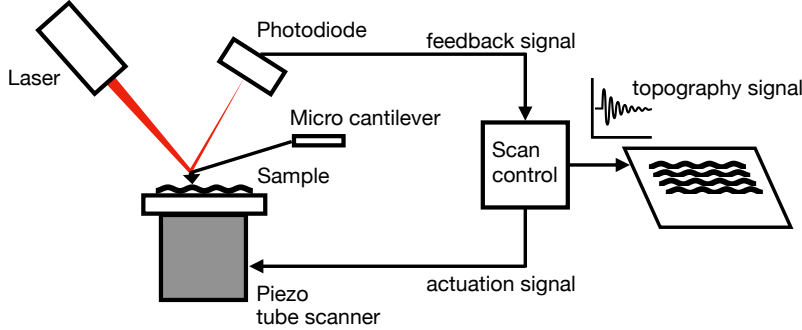 Photodiode
feedback signal
Laser
topography signal
Micro cantilever
Scan
control
Sample
actuation signal
Piezo
tube scanner